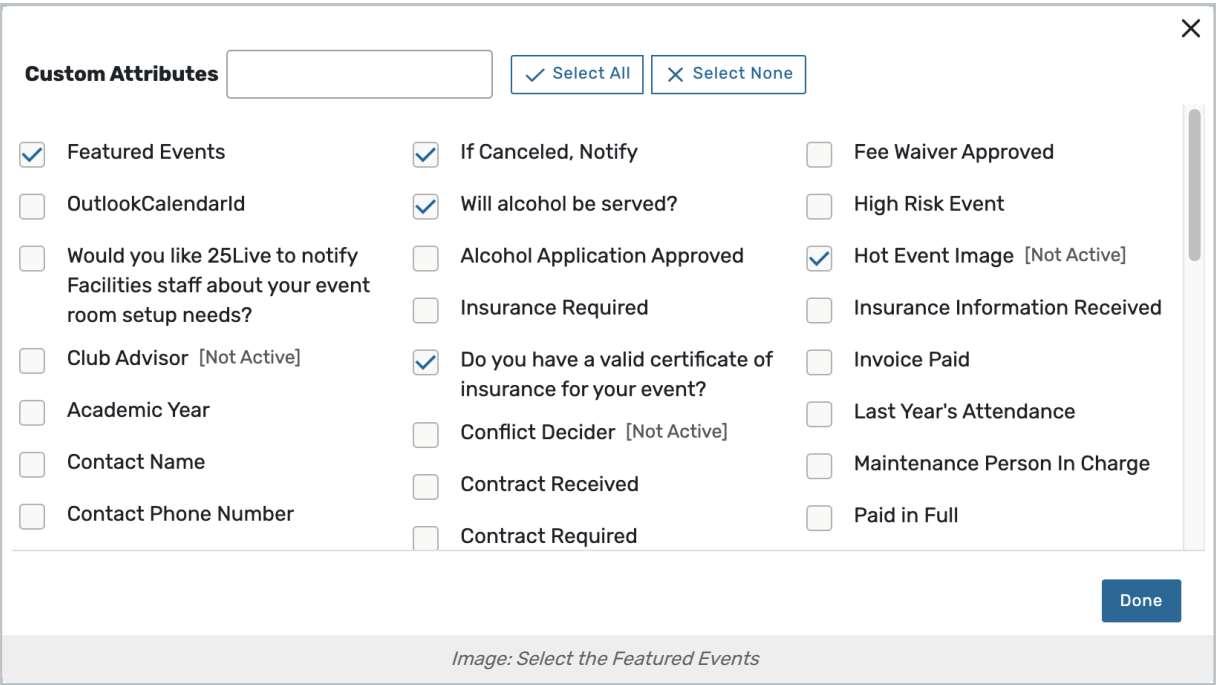 Custom Attributes
Select All
Select None
Featured Events
OutlookCalendarId
Would you like 25Live to notify
Facilities staff about your event
room setup needs?
Club Advisor [Not Active]
Academic Year
Contact Name
Contact Phone Number
If Canceled, Notify
Will alcohol be served?
Alcohol Application Approved
Insurance Required
Do you have a valid certificate of
insurance for your event?
Conflict Decider [Not Active]
Contract Received
Contract Required
Fee Waiver Approved
High Risk Event
Hot Event Image [Not Active]
Insurance Information Received
Invoice Paid
Last Year's Attendance
Maintenance Person In Charge
Paid in Full
Done
Image: Select the Featured Events